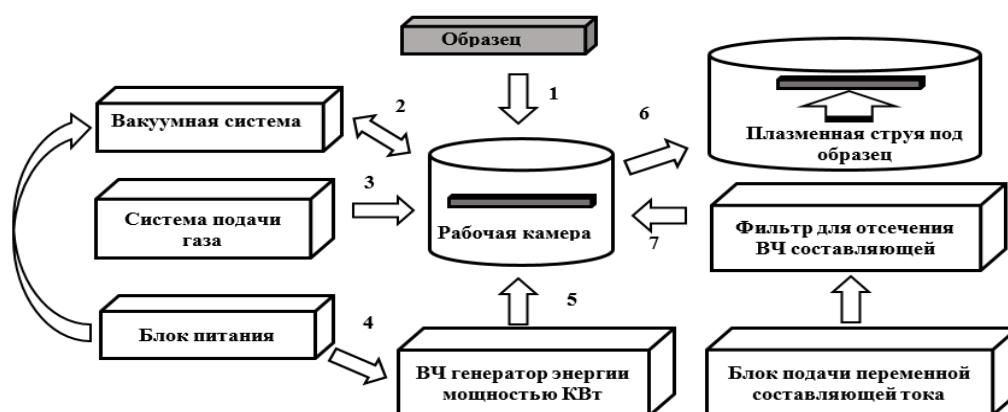 Образец
1
Вакуумная система
2
6
Плазменная струя под
образец
3
Система подачи
газа
Рабочая камера
7
Фильтр для отсечения
ВЧ составляющей
Блок питания
4
5
ВЧ генератор энергии
мощностью КВт
Блок подачи переменной
составляющей тока